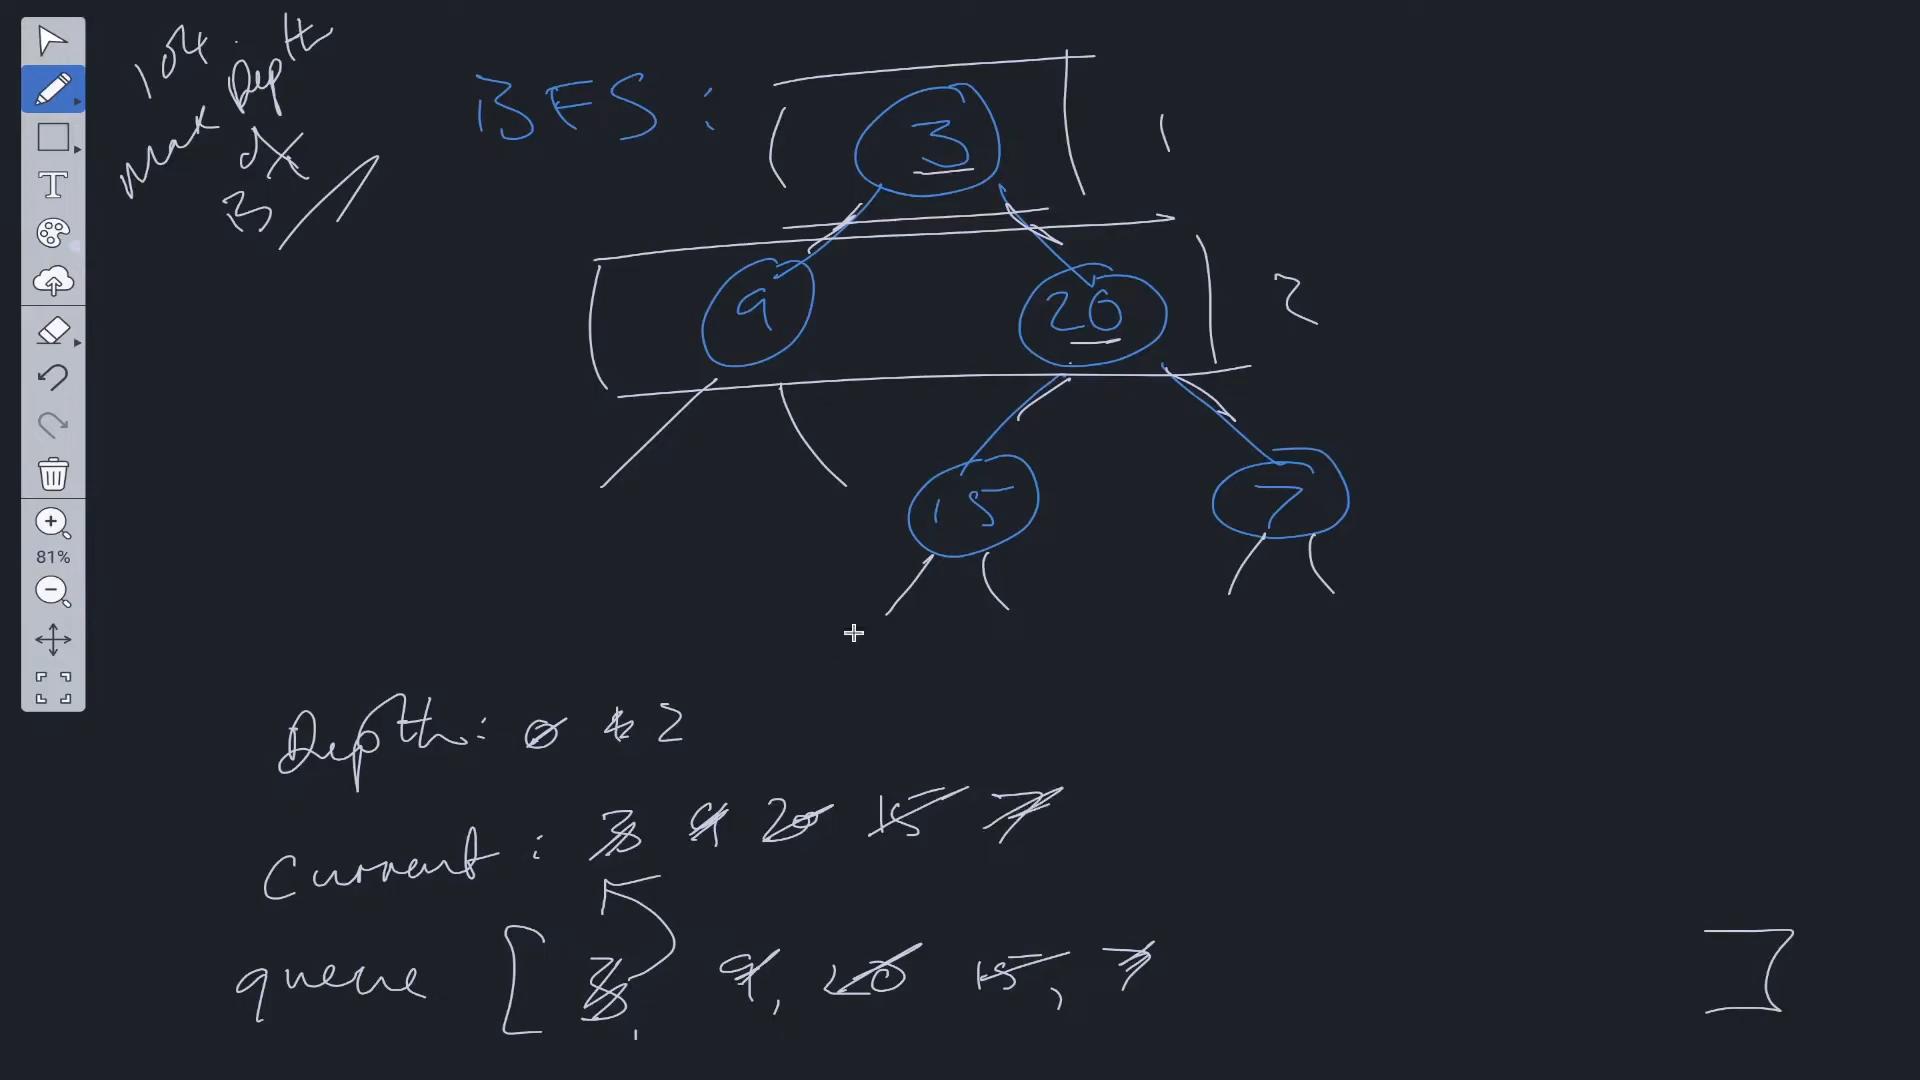 104
Max Depth
BFS :
3
1
9
20
2
15
7
81%
Depth: 0 1 2
Current : 3 9 20 15 7
queue [ 3, 9, 20 15, 7 ]